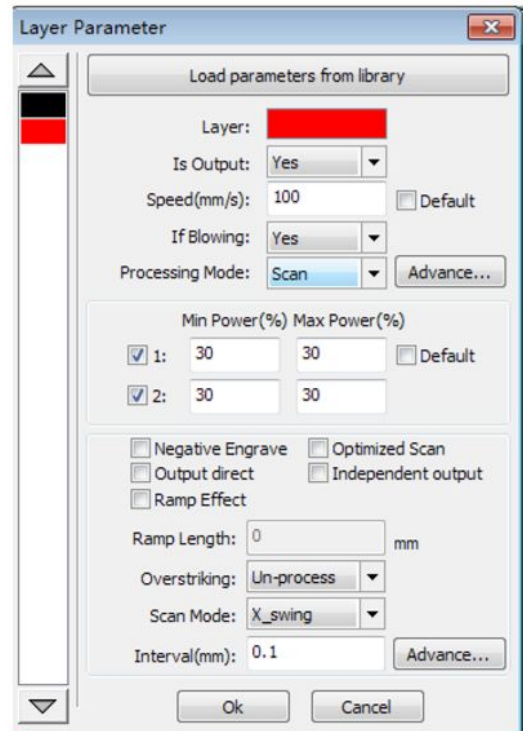 Layer Parameter
Load parameters from library
Layer:
Is Output: Yes
Speed(mm/s): 100 Default
If Blowing: Yes
Processing Mode: Scan Advance...
Min Power(%) Max Power(%)
1: 30 30 Default
2: 30 30
Negative Engrave Optimized Scan
Output direct Independent output
Ramp Effect
Ramp Length: 0 mm
Overstriking: Un-process
Scan Mode: X_swing
Interval(mm): 0.1 Advance...
Ok Cancel